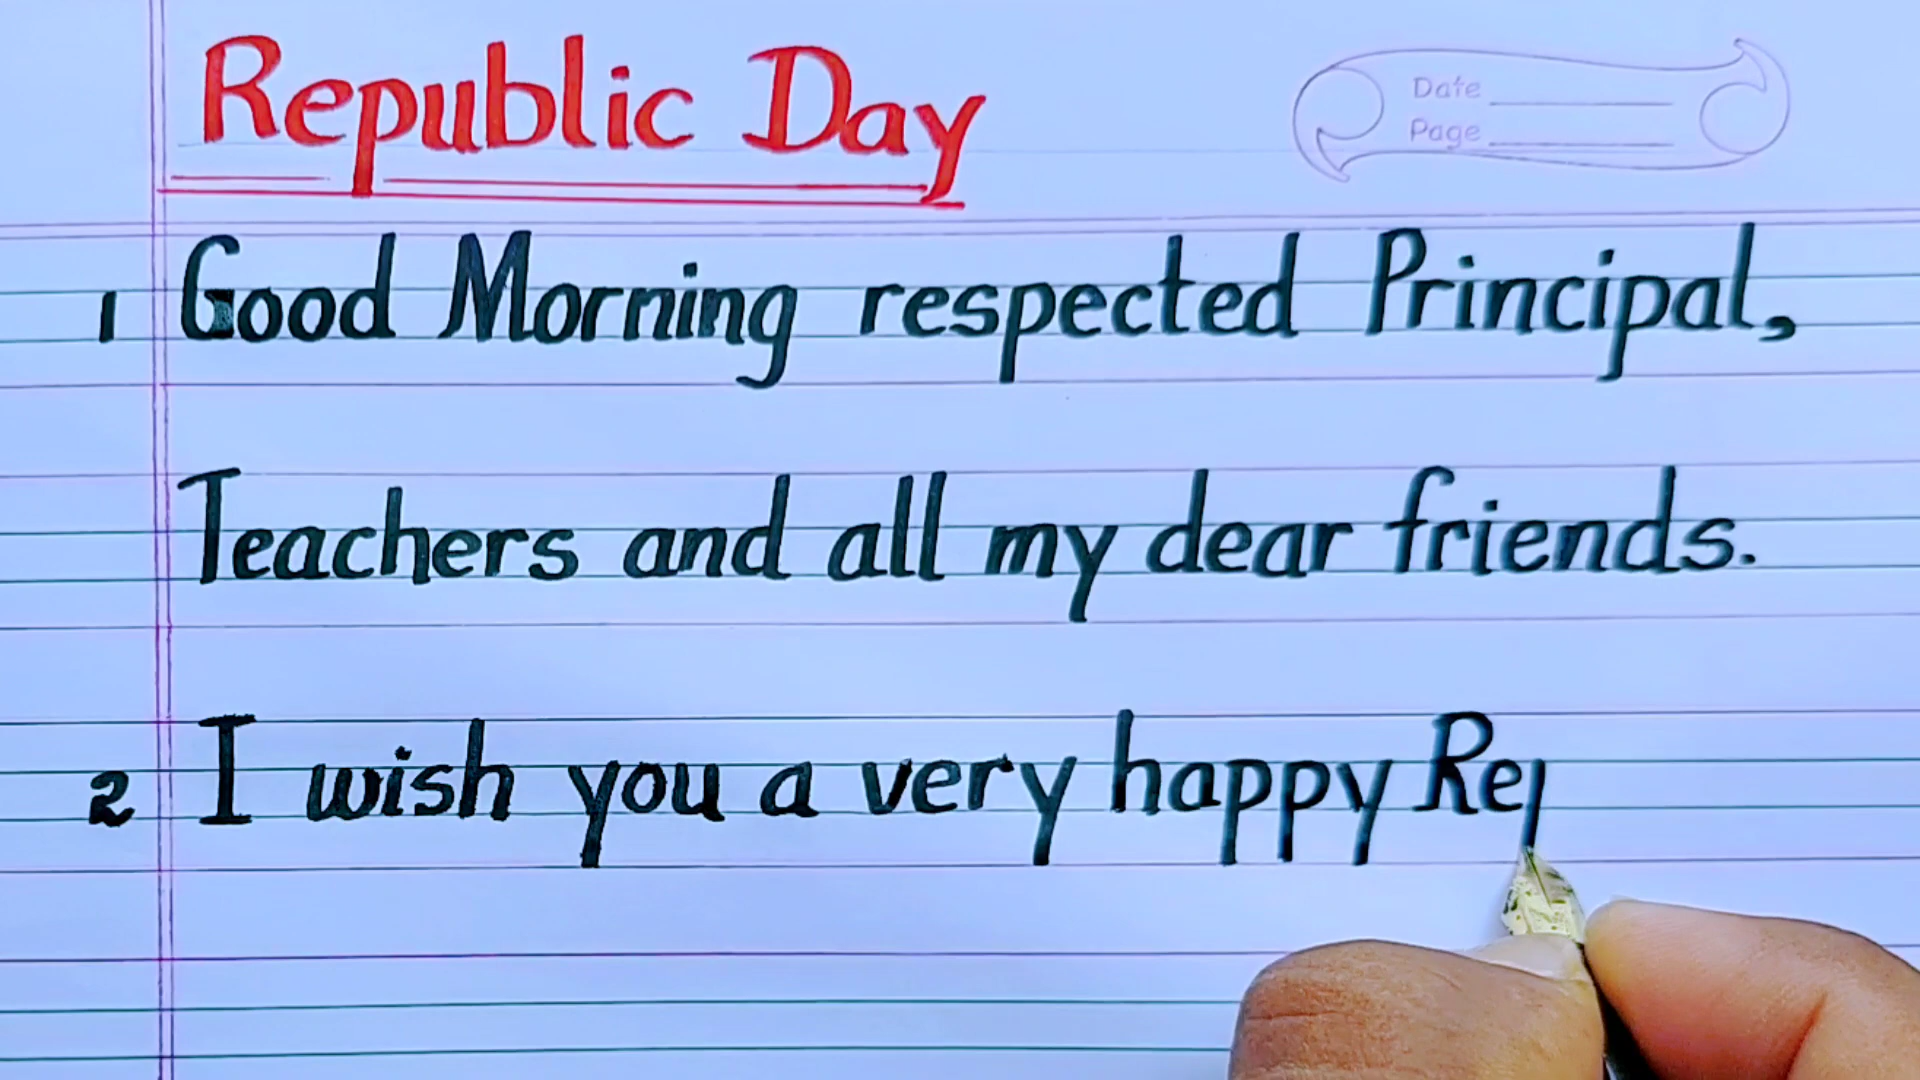 Republic Day
Date
Page
1 Good Morning respected Principal,
Teachers and all my dear friends.
2 I wish you a very happy Rep